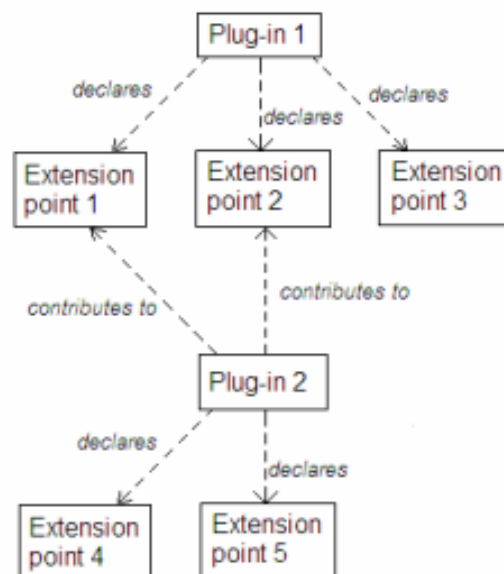 Plug-in 1
declares
declares
declares
Extension
point 1
Extension
point 2
Extension
point 3
contributes to
contributes to
Plug-in 2
declares
declares
Extension
point 4
Extension
point 5